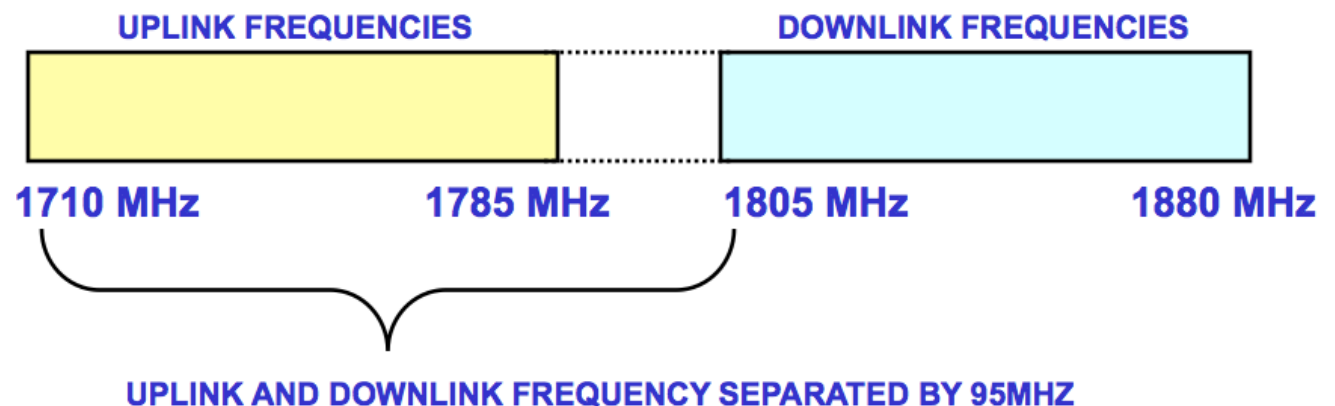 UPLINK FREQUENCIES DOWNLINK FREQUENCIES
1710 MHz 1785 MHz 1805 MHz 1880 MHz
UPLINK AND DOWNLINK FREQUENCY SEPARATED BY 95MHZ